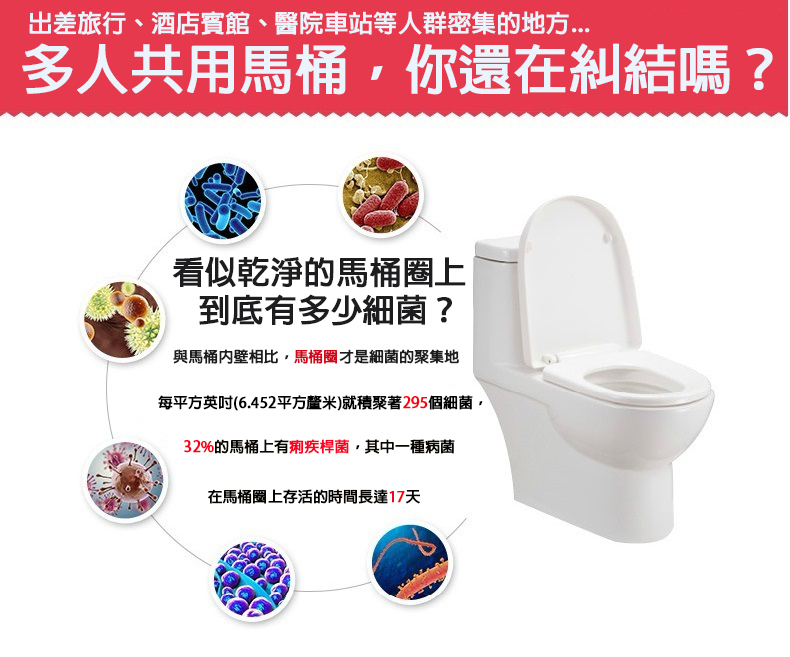 出差旅行、酒店賓館、醫院車站等人群密集的地方...
多人共用馬桶，你還在糾結嗎？
看似乾淨的馬桶圈上
到底有多少細菌？
與馬桶內壁相比，馬桶圈才是細菌的聚集地
每平方英吋(6.452平方釐米)就積聚著295個細菌，
32%的馬桶上有痢疾桿菌，其中一種病菌
在馬桶圈上存活的時間長達17天